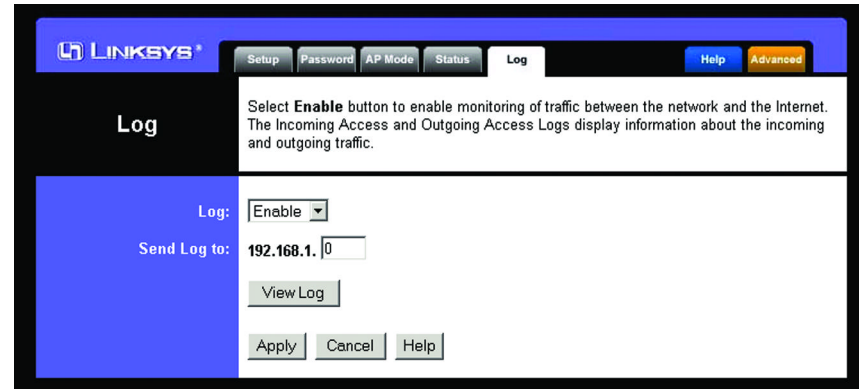 LINKSYS®
Setup Password AP Mode Status Log Help Advanced
Log
Select Enable button to enable monitoring of traffic between the network and the Internet.
The Incoming Access and Outgoing Access Logs display information about the incoming
and outgoing traffic.
Log: Enable
Send Log to: 192.168.1. 0
View Log
Apply Cancel Help